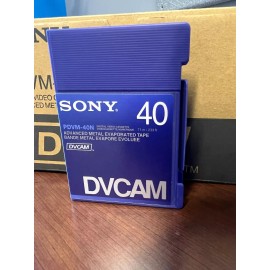 SONY
40
PDVM-40N
ADVANCED METAL EVAPORATED TAPE
BANDE METAL EVAPORE EVOLUEE
DVCAM
DVCAM